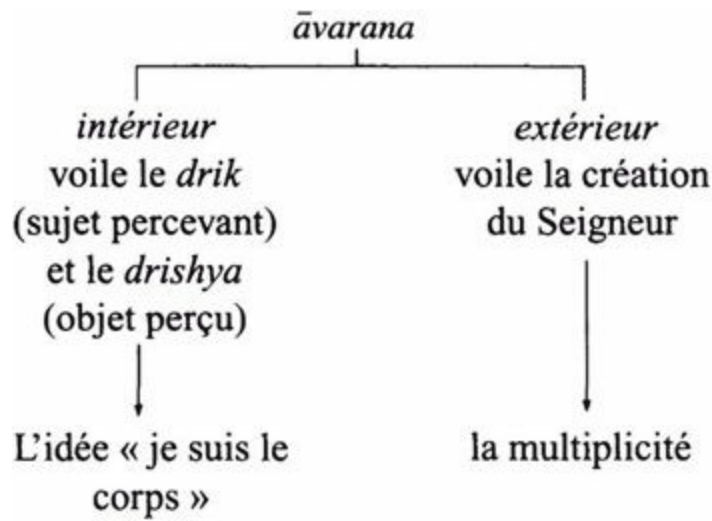 āvarana
intérieur
voile le drik
(sujet percevant)
et le drishya
(objet perçu)
L'idée « je suis le
corps »
extérieur
voile la création
du Seigneur
la multiplicité